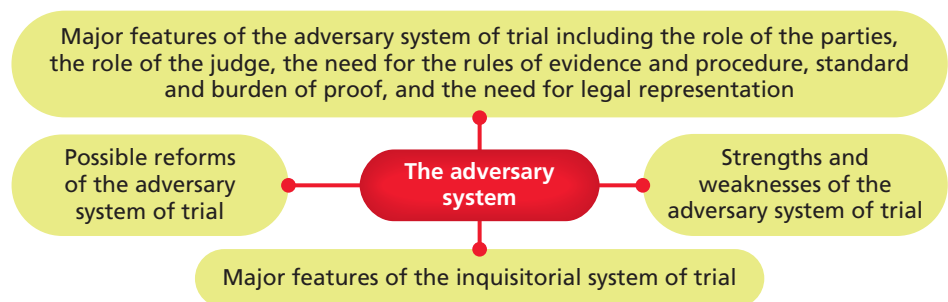 Major features of the adversary system of trial including the role of the parties,
the role of the judge, the need for the rules of evidence and procedure, standard
and burden of proof, and the need for legal representation
Possible reforms
of the adversary
system of trial
The adversary
system
Strengths and
weaknesses of the
adversary system of trial
Major features of the inquisitorial system of trial